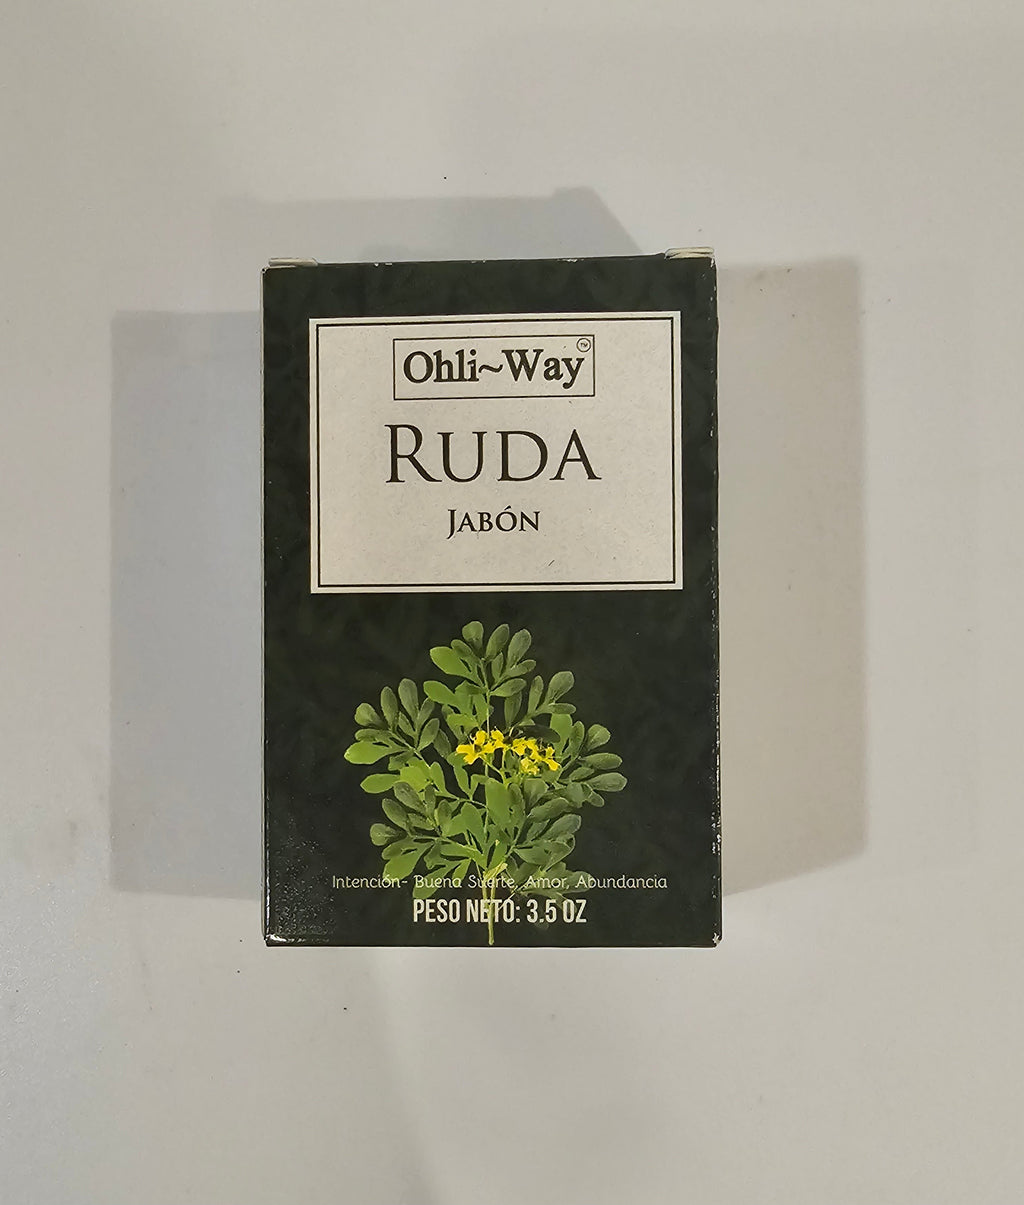 Ohli~Way™
RUDA
JABÓN
Intención- Buena Suerte, Amor, Abundancia
PESO NETO: 3.5 OZ